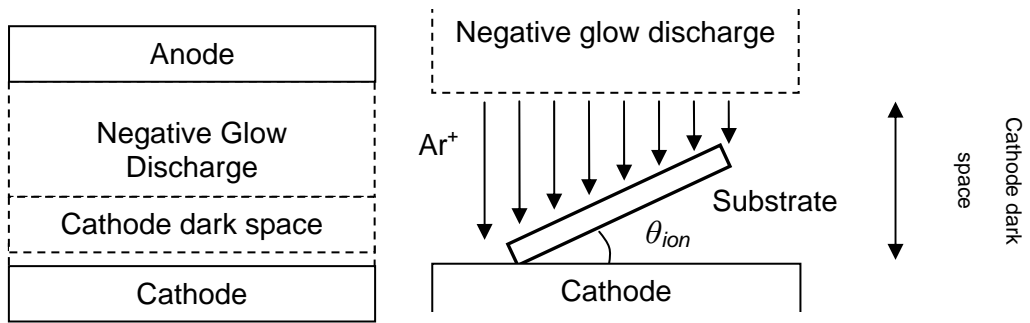 Anode
Negative Glow
Discharge
Cathode dark space
Cathode
Negative glow discharge
Ar+
Substrate
θion
Cathode
Cathode dark
space